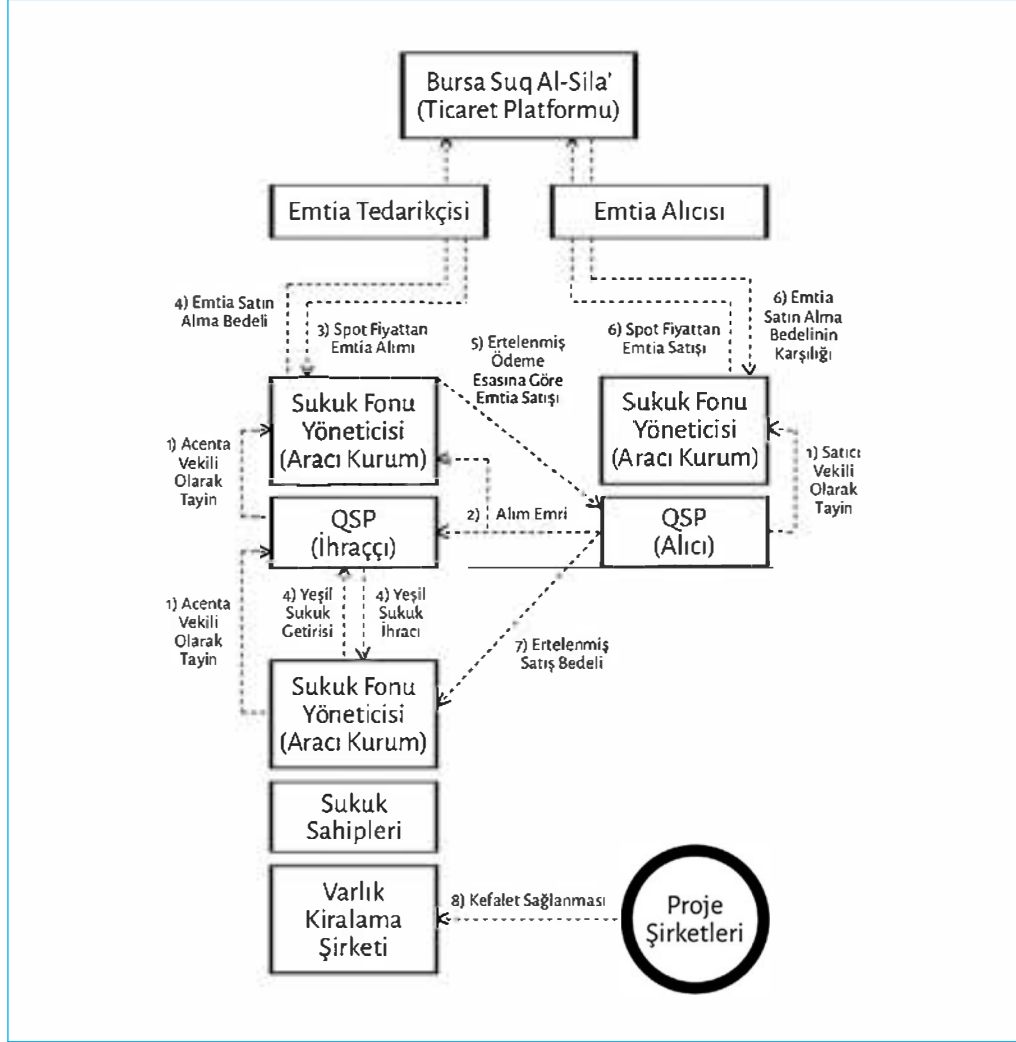 Bursa Suq Al-Sila'
(Ticaret Platformu)
Emtia Tedarikçisi
Emtia Alıcısı
4) Emtia Satın
Alma Bedeli
3) Spot Fiyattan
Emtia Alımı
5) Ertelenmiş
Ödeme
Esasına Göre
Emtia Satışı
6) Spot Fiyattan
Emtia Satışı
6) Emtia
Satın Alma
Bedelinin
Karşılığı
Sukuk Fonu
Yöneticisi
(Aracı Kurum)
Sukuk Fonu
Yöneticisi
(Aracı Kurum)
1) Acenta
Vekili
Olarak
Tayin
1) Satıcı
Vekili
Olarak
Tayin
QSP
(İhraççı)
2) Alım Emri
QSP
(Alıcı)
1) Acenta
Vekili
Olarak
Tayin
4) Yeşil
Sukuk
Getirisi
4) Yeşil
Sukuk
İhracı
7) Ertelenmiş
Satış Bedeli
Sukuk Fonu
Yöneticisi
(Aracı Kurum)
Sukuk
Sahipleri
Varlık
Kiralama
Şirketi
8) Kefalet Sağlanması
Proje
Şirketleri